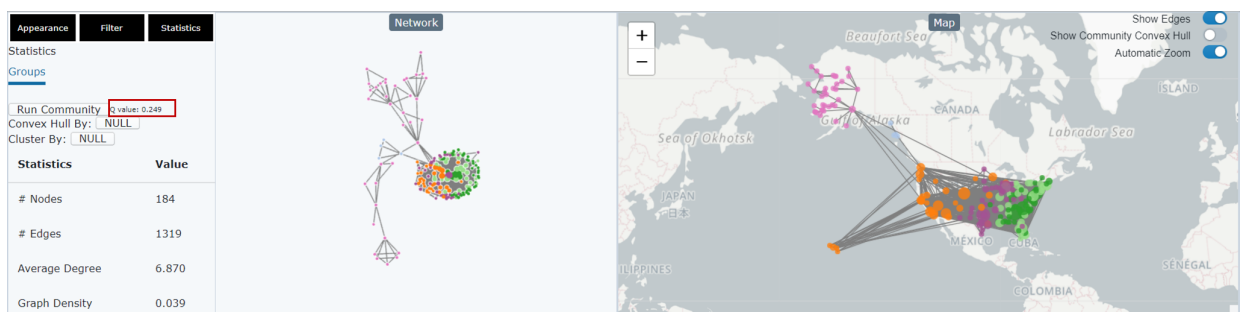 Appearance
Filter
Statistics
Statistics
Groups
Run Community
Q value: 0.249
Convex Hull By: NULL
Cluster By: NULL
Statistics Value
# Nodes 184
# Edges 1319
Average Degree 6.870
Graph Density 0.039
Network
Map
+
−
Show Edges
Show Community Convex Hull
Automatic Zoom
Beaufort Sea
ISLAND
CANADA
Gulf of Alaska
Sea of Okhotsk
Labrador Sea
JAPAN
日本
MÉXICO
CUBA
ILIPPINES
SÉNÉGAL
COLOMBIA